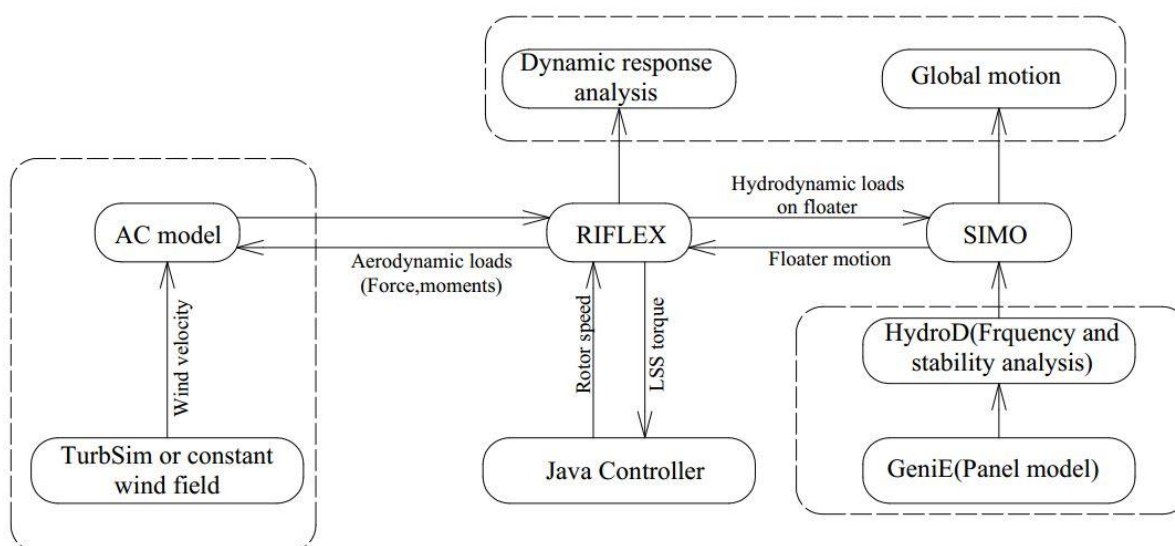 Dynamic response
analysis
Global motion
Hydrodynamic loads
on floater
AC model
RIFLEX
SIMO
Aerodynamic loads
(Force,moments)
Floater motion
Wind velocity
Rotor speed
LSS torque
HydroD(Frquency and
stability analysis)
TurbSim or constant
wind field
Java Controller
GeniE(Panel model)